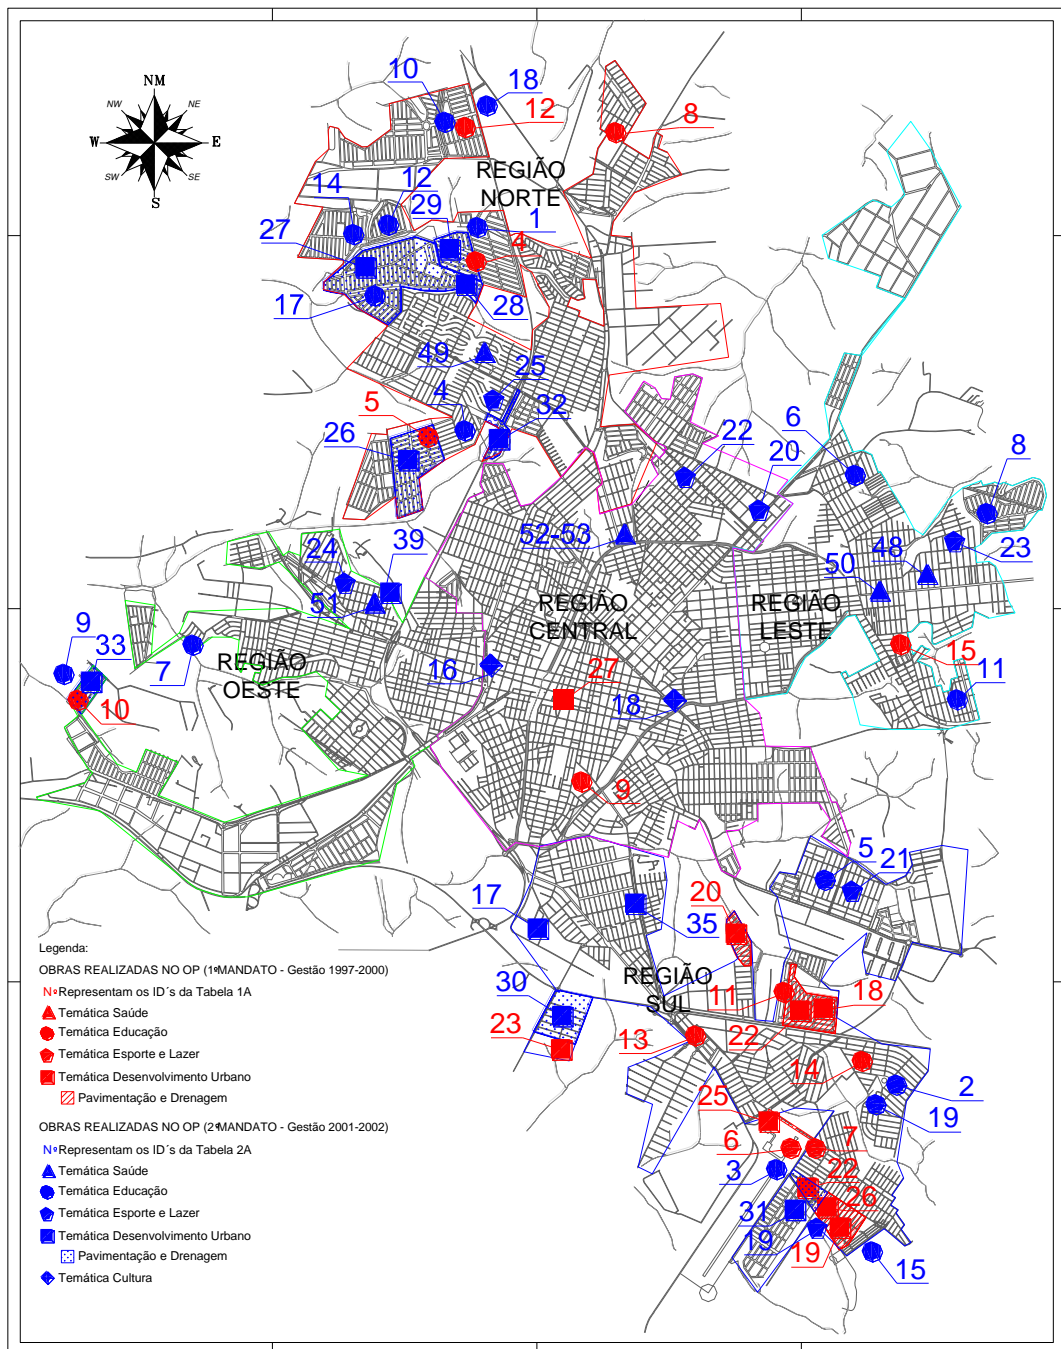 NM
NW
NE
W
E
SW
SE
S
10
18
12
8
REGIÃO
NORTE
14
12
29
1
27
4
17
28
49
25
4
5
32
26
22
6
20
8
24
39
52-53
50
48
23
51
REGIÃO
CENTRAL
REGIÃO
LESTE
9
33
7
REGIÃO
OESTE
16
15
11
10
27
18
9
5
21
17
20
35
REGIÃO
SUL
30
11
18
23
13
22
14
2
25
19
6
7
3
22
31
26
19
19
15
Legenda:
OBRAS REALIZADAS NO OP (1º MANDATO - Gestão 1997-2000)
Nº Representam os ID´s da Tabela 1A
Temática Saúde
Temática Educação
Temática Esporte e Lazer
Temática Desenvolvimento Urbano
Pavimentação e Drenagem
OBRAS REALIZADAS NO OP (2º MANDATO - Gestão 2001-2002)
Nº Representam os ID´s da Tabela 2A
Temática Saúde
Temática Educação
Temática Esporte e Lazer
Temática Desenvolvimento Urbano
Pavimentação e Drenagem
Temática Cultura